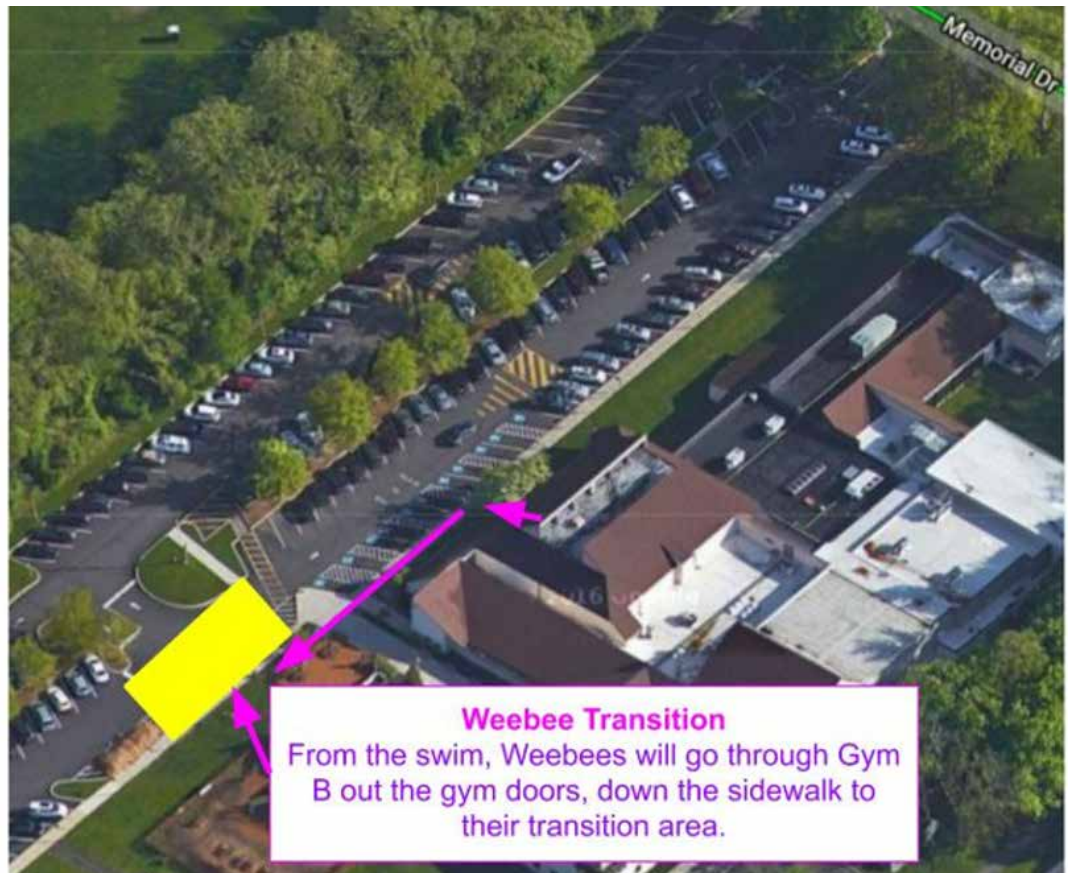 Memorial Dr
Weebee Transition
From the swim, Weebees will go through Gym
B out the gym doors, down the sidewalk to
their transition area.